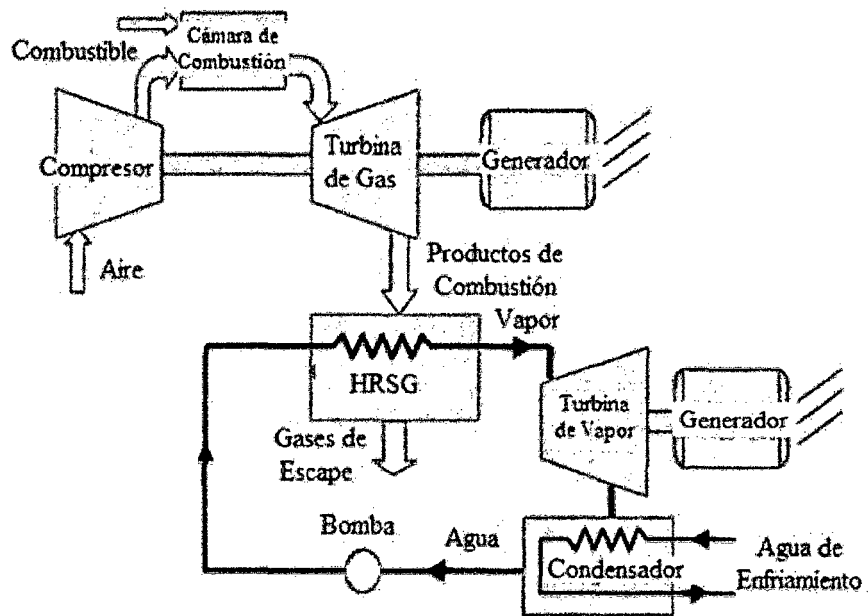 Combustible
Cámara de
Combustión
Compresor
Turbina
de Gas
Generador
Aire
Productos de
Combustión
Vapor
HRSG
Turbina
de Vapor
Generador
Gases de
Escape
Bomba
Agua
Condensador
Agua de
Enfriamiento